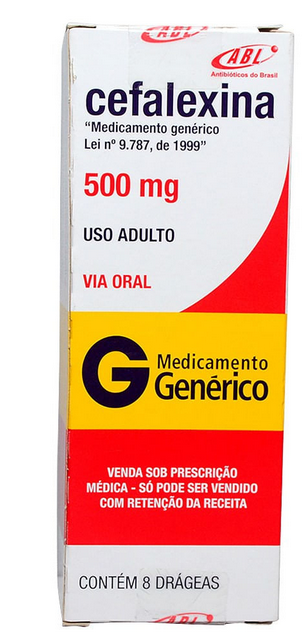 ABL
Antibióticos do Brasil
cefalexina
“Medicamento genérico
Lei nº 9.787, de 1999”
500 mg
USO ADULTO
VIA ORAL
G Medicamento
Genérico
VENDA SOB PRESCRIÇÃO
MÉDICA - SÓ PODE SER VENDIDO
COM RETENÇÃO DA RECEITA
CONTÉM 8 DRÁGEAS